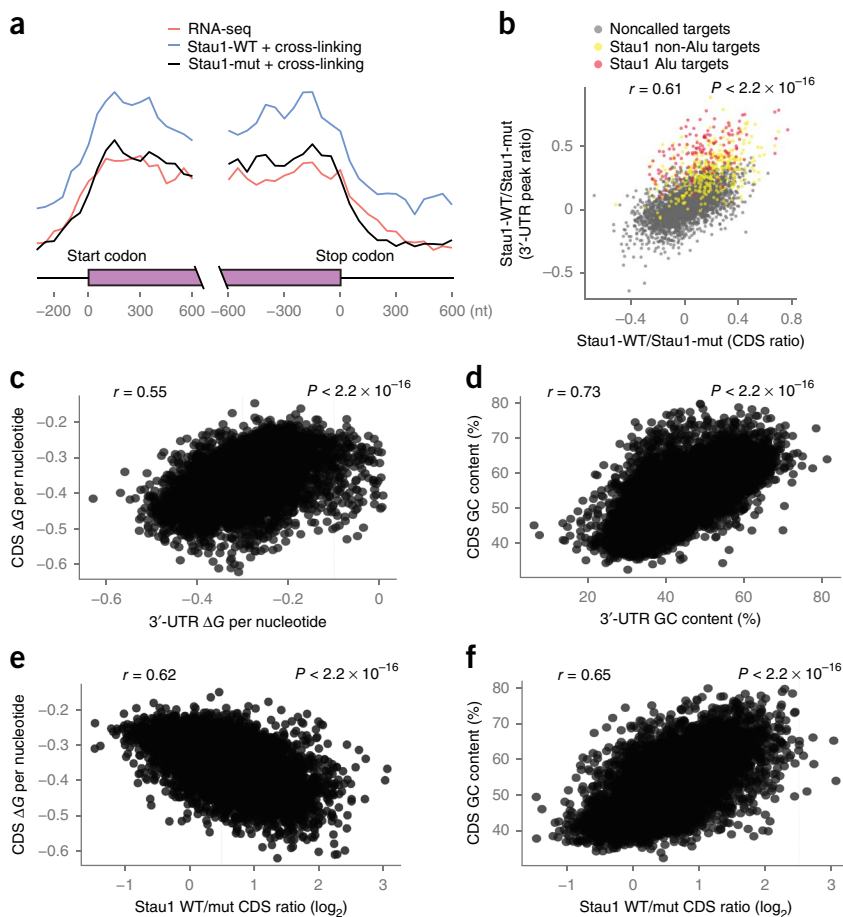 a
RNA-seq
Stau1-WT + cross-linking
Stau1-mut + cross-linking
Start codon
Stop codon
−200 0 300 600 −600 −300 0 300 600 (nt)
b
Noncalled targets
Stau1 non-Alu targets
Stau1 Alu targets
r = 0.61 P < 2.2 × 10⁻¹⁶
Stau1-WT/Stau1-mut
(3′-UTR peak ratio)
0.5
0
−0.5
−0.4 0 0.4 0.8
Stau1-WT/Stau1-mut (CDS ratio)
c
r = 0.55 P < 2.2 × 10⁻¹⁶
CDS ΔG per nucleotide
−0.2
−0.3
−0.4
−0.5
−0.6
−0.6 −0.4 −0.2 0
3′-UTR ΔG per nucleotide
d
r = 0.73 P < 2.2 × 10⁻¹⁶
CDS GC content (%)
80
70
60
50
40
20 40 60 80
3′-UTR GC content (%)
e
r = 0.62 P < 2.2 × 10⁻¹⁶
CDS ΔG per nucleotide
−0.2
−0.3
−0.4
−0.5
−0.6
−1 0 1 2 3
Stau1 WT/mut CDS ratio (log₂)
f
r = 0.65 P < 2.2 × 10⁻¹⁶
CDS GC content (%)
80
70
60
50
40
−1 0 1 2 3
Stau1 WT/mut CDS ratio (log₂)